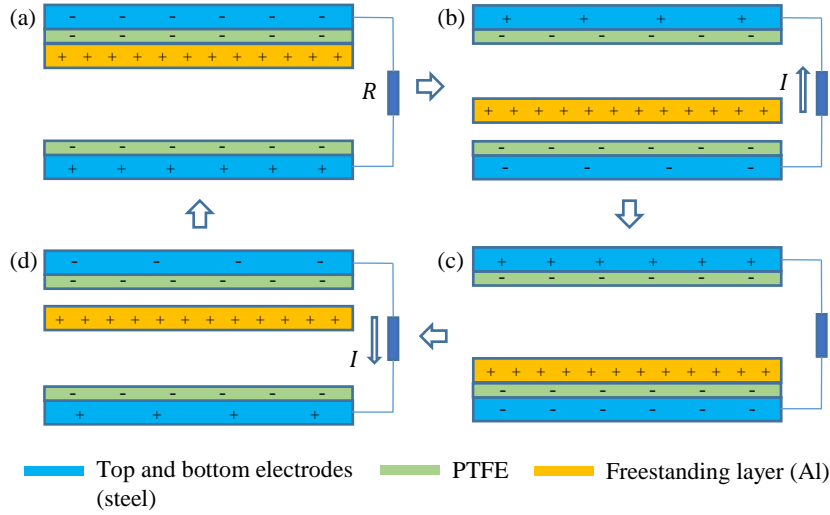 (a)
- - - - - -
- - - - - -
+ + + + + + + + + + + +
R
- - - - - -
+ + + + + +
(b)
+ + + +
- - - - - -
I
+ + + + + + + + + + + +
- - - - - -
- - - -
(d)
- - - -
- - - - - -
+ + + + + + + + + + + +
I
- - - - - -
+ + + +
(c)
+ + + + + +
- - - - - -
+ + + + + + + + + + + +
- - - - - -
- - - - - -
Top and bottom electrodes
(steel)
PTFE
Freestanding layer (Al)